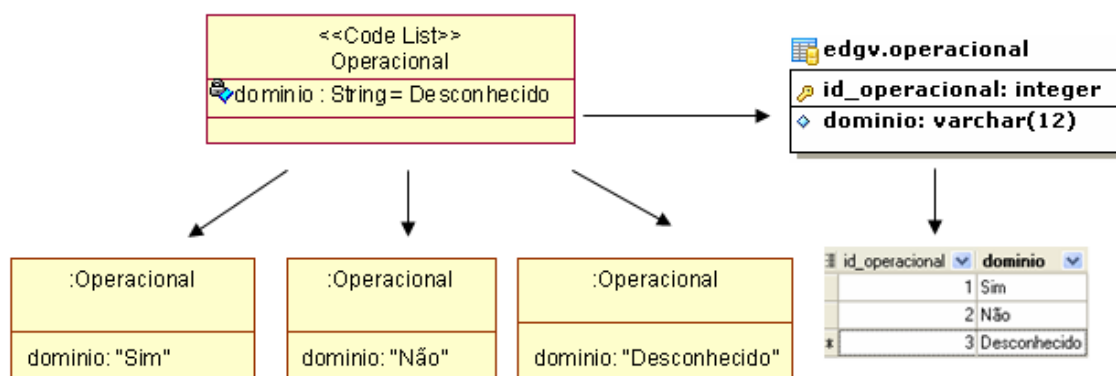 <<Code List>>
Operacional
dominio : String = Desconhecido
edgv.operacional
id_operacional: integer
dominio: varchar(12)
:Operacional
dominio: "Sim"
:Operacional
dominio: "Não"
:Operacional
dominio: "Desconhecido"
id_operacional dominio
1 Sim
2 Não
* 3 Desconhecido